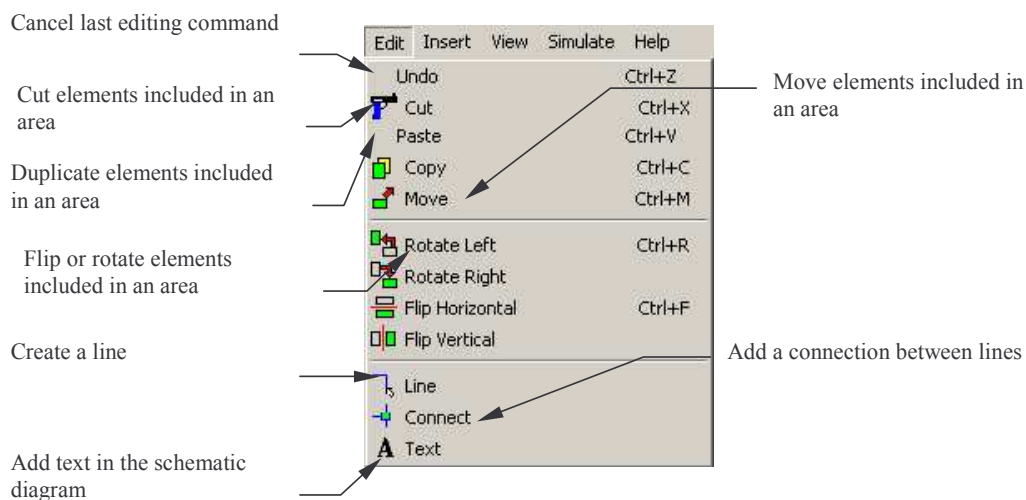 Cancel last editing command
Cut elements included in an
area
Duplicate elements included
in an area
Flip or rotate elements
included in an area
Create a line
Add text in the schematic
diagram
Edit Insert View Simulate Help
Undo Ctrl+Z
Cut Ctrl+X
Paste Ctrl+V
Copy Ctrl+C
Move Ctrl+M
Rotate Left Ctrl+R
Rotate Right
Flip Horizontal Ctrl+F
Flip Vertical
Line
Connect
A Text
Move elements included in
an area
Add a connection between lines